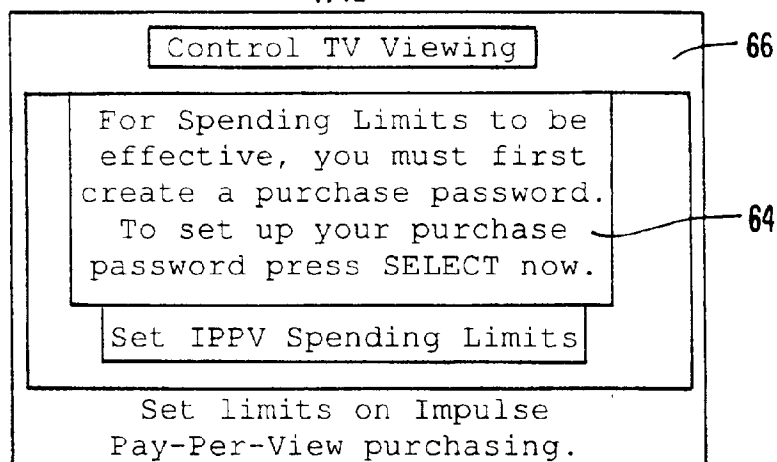 Control TV Viewing
66
For Spending Limits to be
effective, you must first
create a purchase password.
To set up your purchase
64
password press SELECT now.
Set IPPV Spending Limits
Set limits on Impulse
Pay-Per-View purchasing.